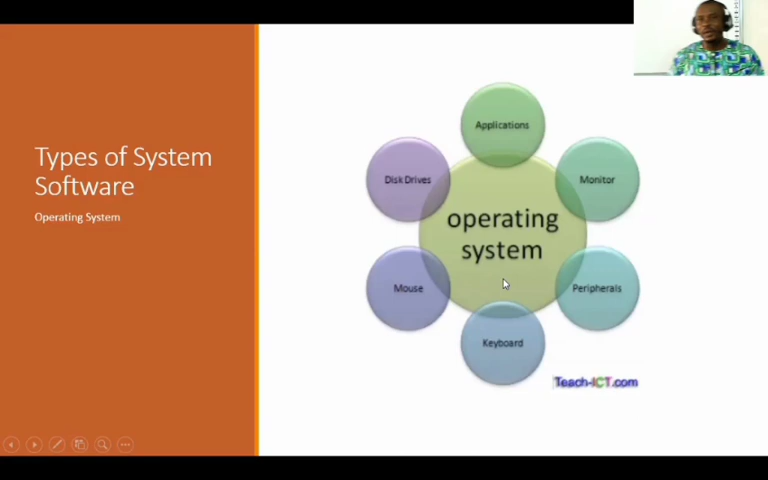 Types of System
Software
Operating System
Applications
Disk Drives
Monitor
operating
system
Mouse
Peripherals
Keyboard
Teach-ICT.com